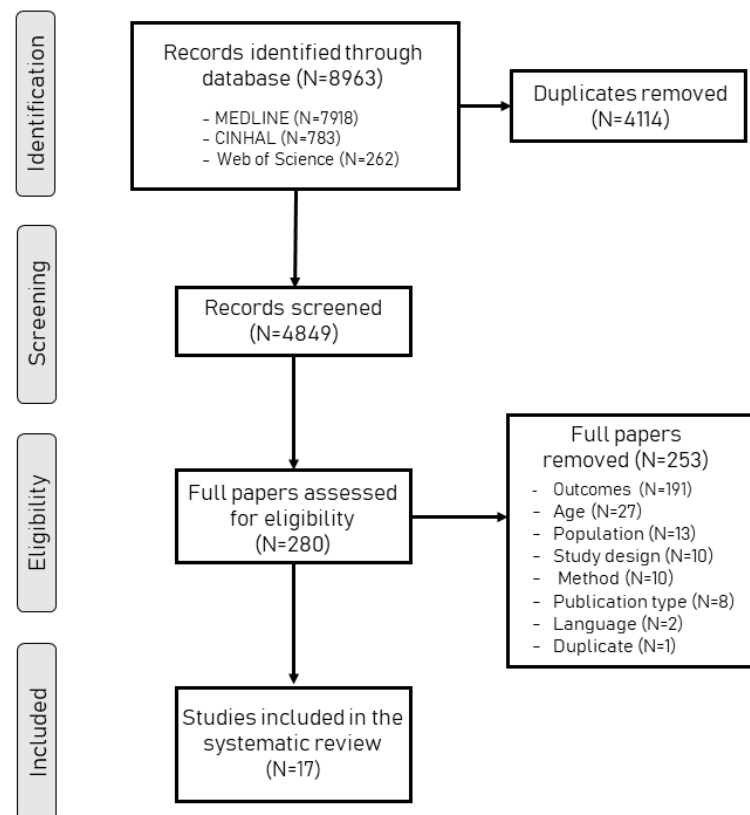 Identification
Records identified through
database (N=8963)
- MEDLINE (N=7918)
- CINHAL (N=783)
- Web of Science (N=262)
Duplicates removed
(N=4114)
Screening
Records screened
(N=4849)
Eligibility
Full papers assessed
for eligibility
(N=280)
Full papers
removed (N=253)
- Outcomes (N=191)
- Age (N=27)
- Population (N=13)
- Study design (N=10)
- Method (N=10)
- Publication type (N=8)
- Language (N=2)
- Duplicate (N=1)
Included
Studies included in the
systematic review
(N=17)